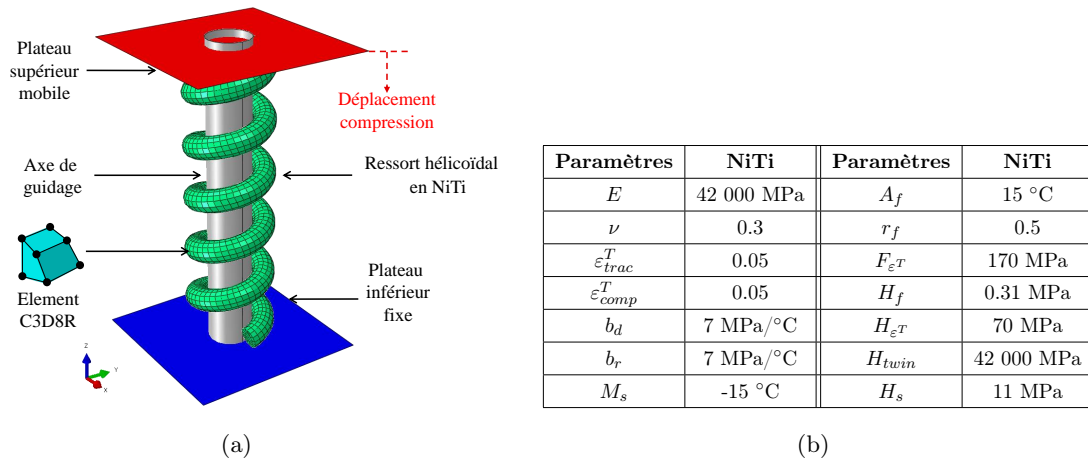 Plateau
supérieur
mobile
Déplacement
compression
Axe de
guidage
Ressort hélicoïdal
en NiTi
Element
C3D8R
Plateau
inférieur
fixe
Z
Y
X
(a)
Paramètres NiTi Paramètres NiTi
E 42 000 MPa A_f 15 °C
ν 0.3 r_f 0.5
ε^T_trac 0.05 F_ε^T 170 MPa
ε^T_comp 0.05 H_f 0.31 MPa
b_d 7 MPa/°C H_ε^T 70 MPa
b_r 7 MPa/°C H_twin 42 000 MPa
M_s -15 °C H_s 11 MPa
(b)